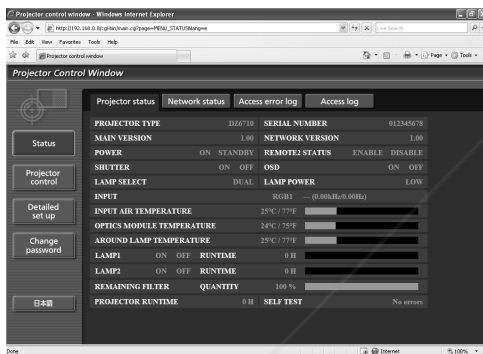 Projector control window - Windows Internet Explorer
http://192.168.0.8/cgi-bin/main.cgi?page=MENU_STATUS&lang=e
Live Search
File Edit View Favorites Tools Help
Projector control window
Page Tools
Projector Control Window
Projector status Network status Access error log Access log
Status
Projector control
Detailed set up
Change password
日本語
PROJECTOR TYPE DZ6710 SERIAL NUMBER 012345678
MAIN VERSION 1.00 NETWORK VERSION 1.00
POWER ON STANDBY REMOTE2 STATUS ENABLE DISABLE
SHUTTER ON OFF OSD ON OFF
LAMP SELECT DUAL LAMP POWER LOW
INPUT RGB1 — (0.00kHz/0.00Hz)
INPUT AIR TEMPERATURE 25°C / 77°F
OPTICS MODULE TEMPERATURE 24°C / 75°F
AROUND LAMP TEMPERATURE 25°C / 77°F
LAMP1 ON OFF RUNTIME 0 H
LAMP2 ON OFF RUNTIME 0 H
REMAINING FILTER QUANTITY 100 %
PROJECTOR RUNTIME 0 H SELF TEST No errors
Done Internet 100%